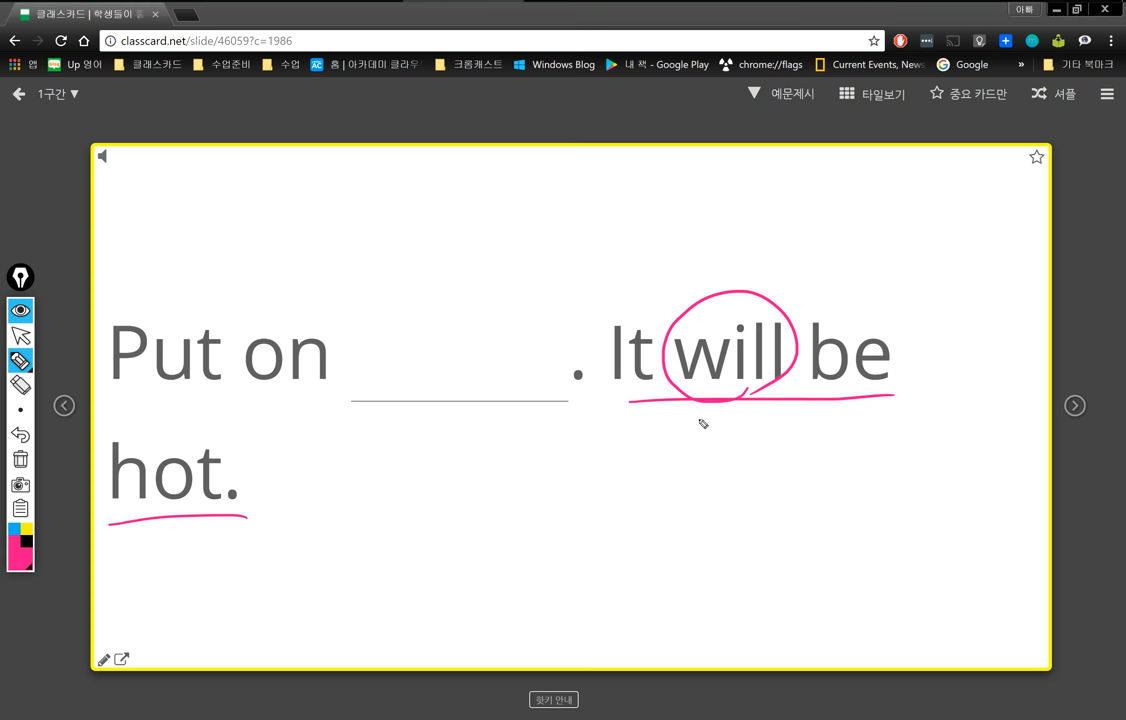 클래스카드 | 학생들이 좋
아빠
classcard.net/slide/46059?c=1986
앱 Up 영어 클래스카드 수업준비 수업 홈 | 아카데미 클라우 크롬캐스트 Windows Blog 내 책 - Google Play chrome://flags Current Events, News Google » 기타 북마크
1구간 ▼ ▼ 예문제시 타일보기 중요 카드만 셔플
Put on ________ . It will be
hot.
핫키 안내